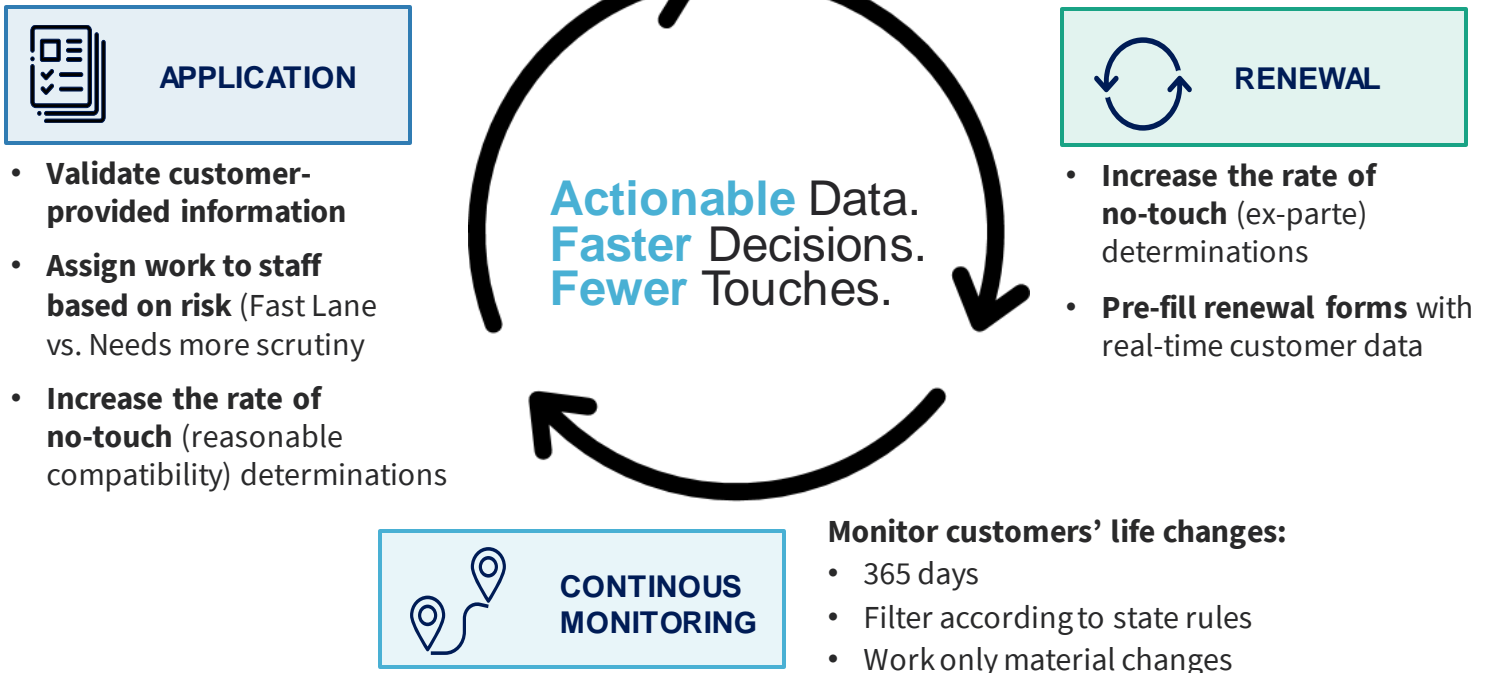 APPLICATION
• Validate customer-
provided information
• Assign work to staff
based on risk (Fast Lane
vs. Needs more scrutiny
• Increase the rate of
no-touch (reasonable
compatibility) determinations
Actionable Data.
Faster Decisions.
Fewer Touches.
RENEWAL
• Increase the rate of
no-touch (ex-parte)
determinations
• Pre-fill renewal forms with
real-time customer data
CONTINOUS
MONITORING
Monitor customers’ life changes:
• 365 days
• Filter according to state rules
• Work only material changes